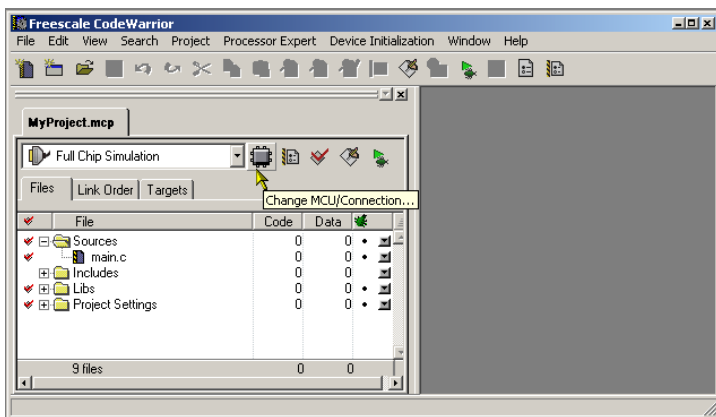 Freescale CodeWarrior
File Edit View Search Project Processor Expert Device Initialization Window Help
MyProject.mcp
Full Chip Simulation
Files Link Order Targets
Change MCU/Connection...
File Code Data
Sources 0 0
main.c 0 0
Includes 0 0
Libs 0 0
Project Settings 0 0
9 files 0 0